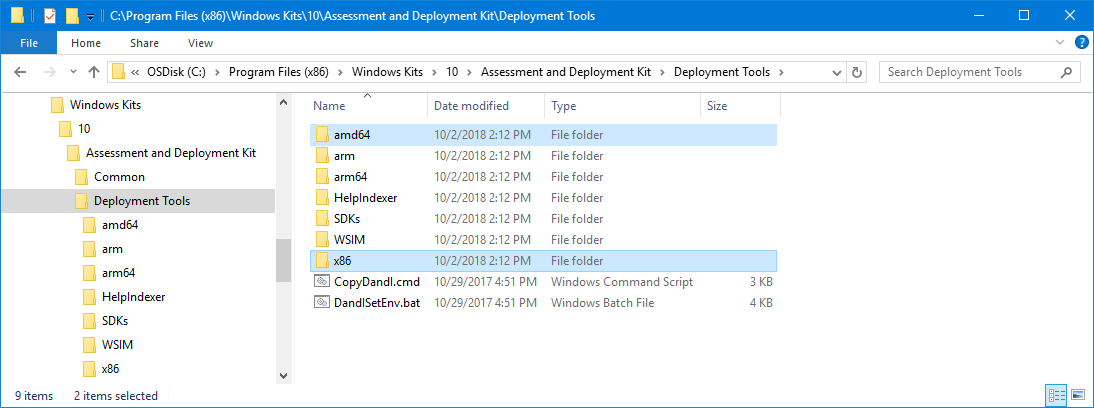 C:\Program Files (x86)\Windows Kits\10\Assessment and Deployment Kit\Deployment Tools
File Home Share View
« OSDisk (C:) Program Files (x86) Windows Kits 10 Assessment and Deployment Kit Deployment Tools Search Deployment Tools
Windows Kits
10
Assessment and Deployment Kit
Common
Deployment Tools
amd64
arm
arm64
HelpIndexer
SDKs
WSIM
x86
Name Date modified Type Size
amd64 10/2/2018 2:12 PM File folder
arm 10/2/2018 2:12 PM File folder
arm64 10/2/2018 2:12 PM File folder
HelpIndexer 10/2/2018 2:12 PM File folder
SDKs 10/2/2018 2:12 PM File folder
WSIM 10/2/2018 2:12 PM File folder
x86 10/2/2018 2:12 PM File folder
CopyDandI.cmd 10/29/2017 4:51 PM Windows Command Script 3 KB
DandISetEnv.bat 10/29/2017 4:51 PM Windows Batch File 4 KB
9 items 2 items selected